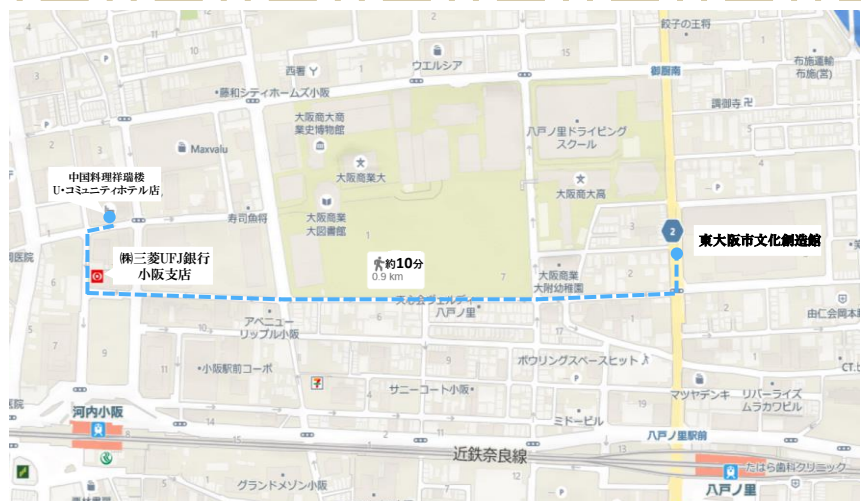 餃子の王将
2
1
15
ウエルシア
西署
御厨南
布施運輸
布施(営)
藤和シティホームズ小阪
調御寺
大阪商大商
業史博物館
八戸ノ里ドライビング
スクール
Maxvalu
大阪商業大
大阪商大高
中国料理祥瑞楼
U・コミュニティホテル店
寿司魚将
大阪商業
大図書館
2
東大阪市文化創造館
㈱三菱UFJ銀行
小阪支店
約10分
0.9 km
大阪商業
大附幼稚園
由仁会岡本
八戸ノ里
アベニュー
リップル小阪
ボウリングスペースヒット
小阪駅前コーポ
サニーコート小阪
マツヤデンキ
リバーライズ
ムラカワビル
河内小阪
ミドービル
八戸ノ里駅前
近鉄奈良線
たはら歯科クリニック
グランドメゾン小阪
八戸ノ里